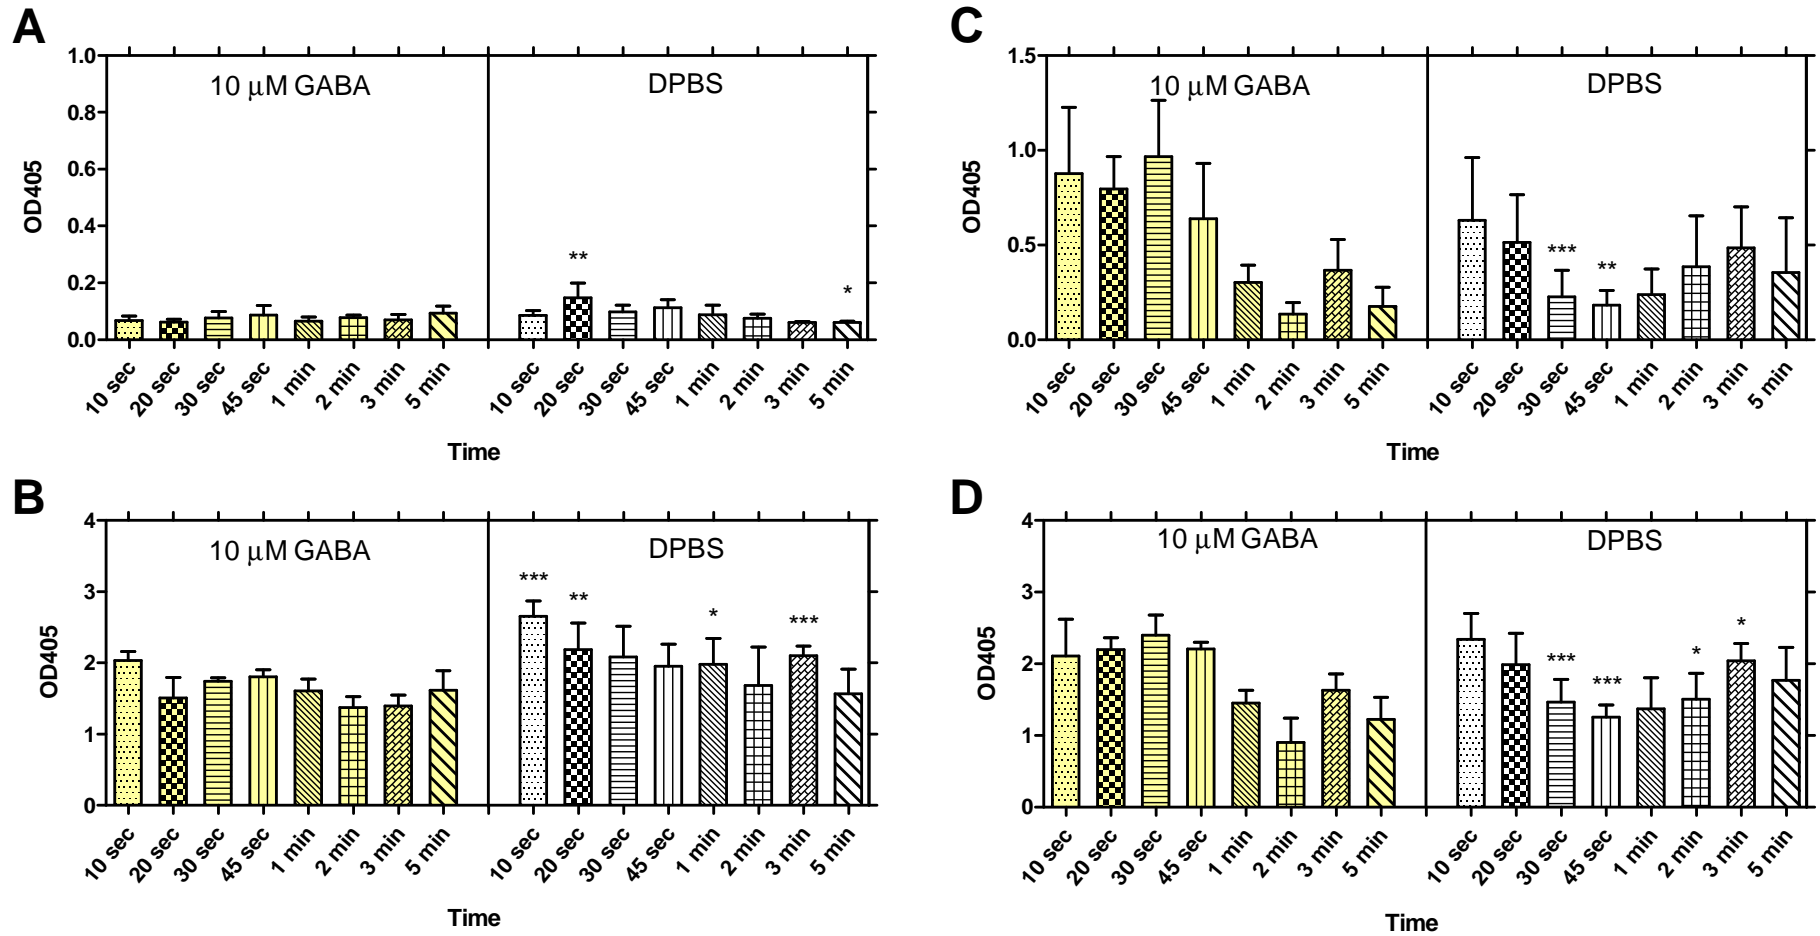 A
1.0
0.8
0.6
0.4
0.2
0.0
OD405
10 μM GABA
DPBS
**
*
10 sec
20 sec
30 sec
45 sec
1 min
2 min
3 min
5 min
10 sec
20 sec
30 sec
45 sec
1 min
2 min
3 min
5 min
Time
C
1.5
1.0
0.5
0.0
OD405
10 μM GABA
DPBS
***
**
10 sec
20 sec
30 sec
45 sec
1 min
2 min
3 min
5 min
10 sec
20 sec
30 sec
45 sec
1 min
2 min
3 min
5 min
Time
B
4
3
2
1
0
OD405
10 μM GABA
DPBS
***
**
*
***
10 sec
20 sec
30 sec
45 sec
1 min
2 min
3 min
5 min
10 sec
20 sec
30 sec
45 sec
1 min
2 min
3 min
5 min
Time
D
4
3
2
1
0
OD405
10 μM GABA
DPBS
***
***
*
*
10 sec
20 sec
30 sec
45 sec
1 min
2 min
3 min
5 min
10 sec
20 sec
30 sec
45 sec
1 min
2 min
3 min
5 min
Time